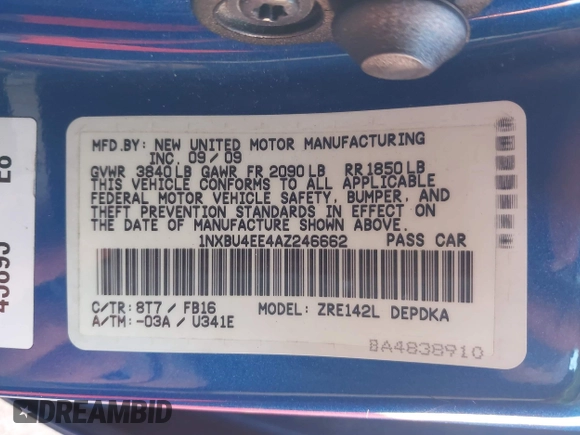 MFD.BY: NEW UNITED MOTOR MANUFACTURING
INC. 09/09
GVWR 3840LB GAWR FR 2090LB RR1850LB
THIS VEHICLE CONFORMS TO ALL APPLICABLE
FEDERAL MOTOR VEHICLE SAFETY, BUMPER, AND
THEFT PREVENTION STANDARDS IN EFFECT ON
THE DATE OF MANUFACTURE SHOWN ABOVE.
1NXBU4EE4AZ246662 PASS CAR
C/TR: 8T7 / FB16 MODEL: ZRE142L DEPDKA
A/TM: -03A / U341E
BA4838910
DREAMBID